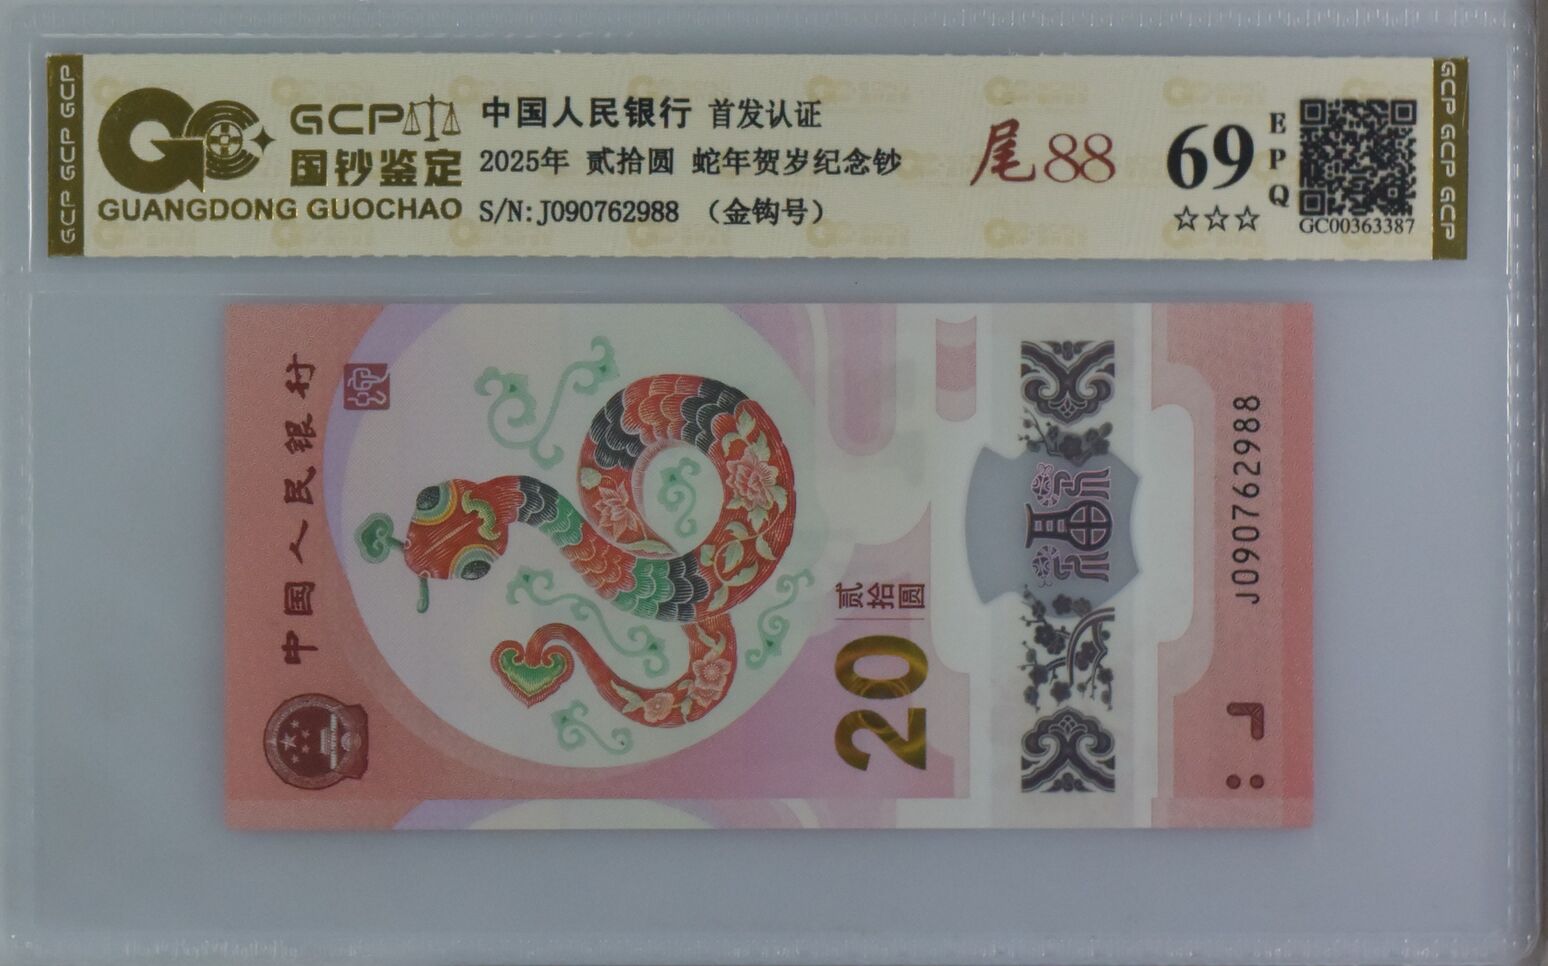 GCP GCP GCP
GCP
国钞鉴定
GUANGDONG GUOCHAO
中国人民银行 首发认证
2025年 贰拾圆 蛇年贺岁纪念钞
S/N:J090762988 （金钩号）
尾88
69
EPQ
☆☆☆
GC00363387
GCP GCP GCP
中国人民银行
蛇
贰拾圆
20
福
J090762988